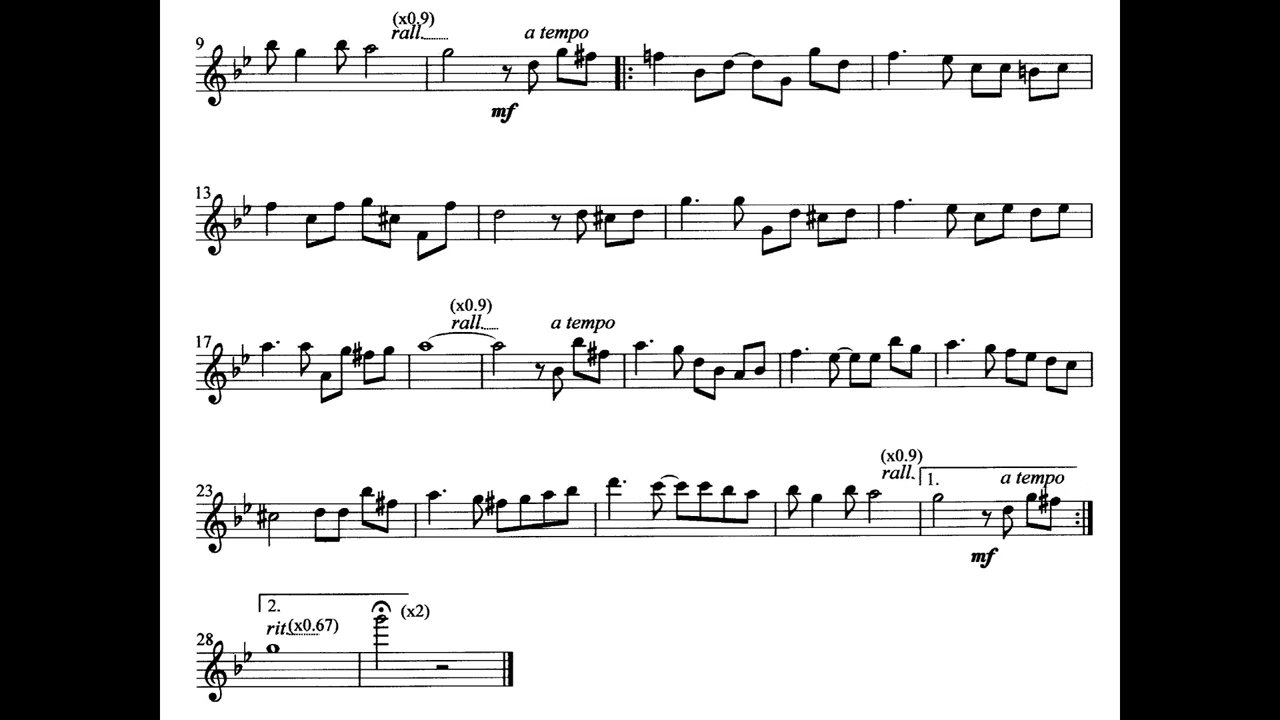 (x0.9)
9 rall. a tempo
mf
13
(x0.9)
rall. a tempo
17
(x0.9)
rall. 1. a tempo
23
mf
2.
rit. (x0.67) (x2)
28